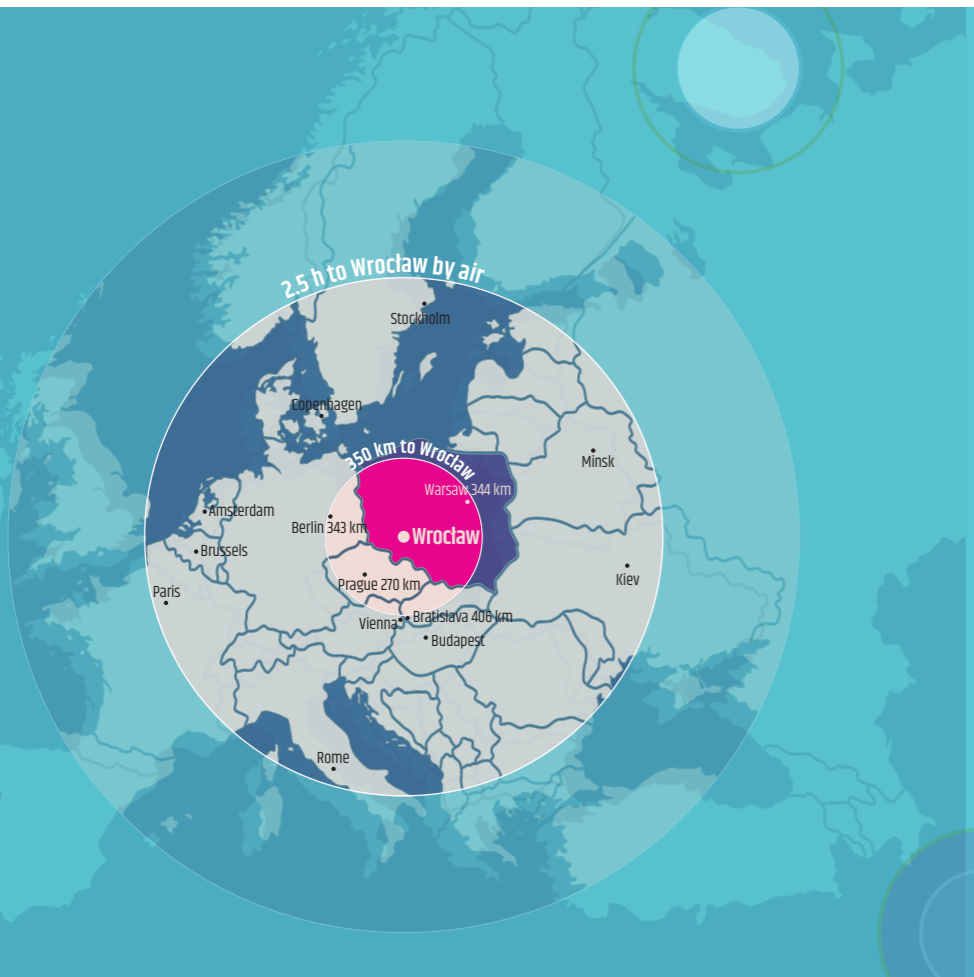 2.5 h to Wrocław by air
Stockholm
Copenhagen
350 km to Wrocław
Minsk
Warsaw 344 km
Amsterdam
Berlin 343 km
Wrocław
Brussels
Kiev
Prague 270 km
Paris
Bratislava 406 km
Vienna
Budapest
Rome